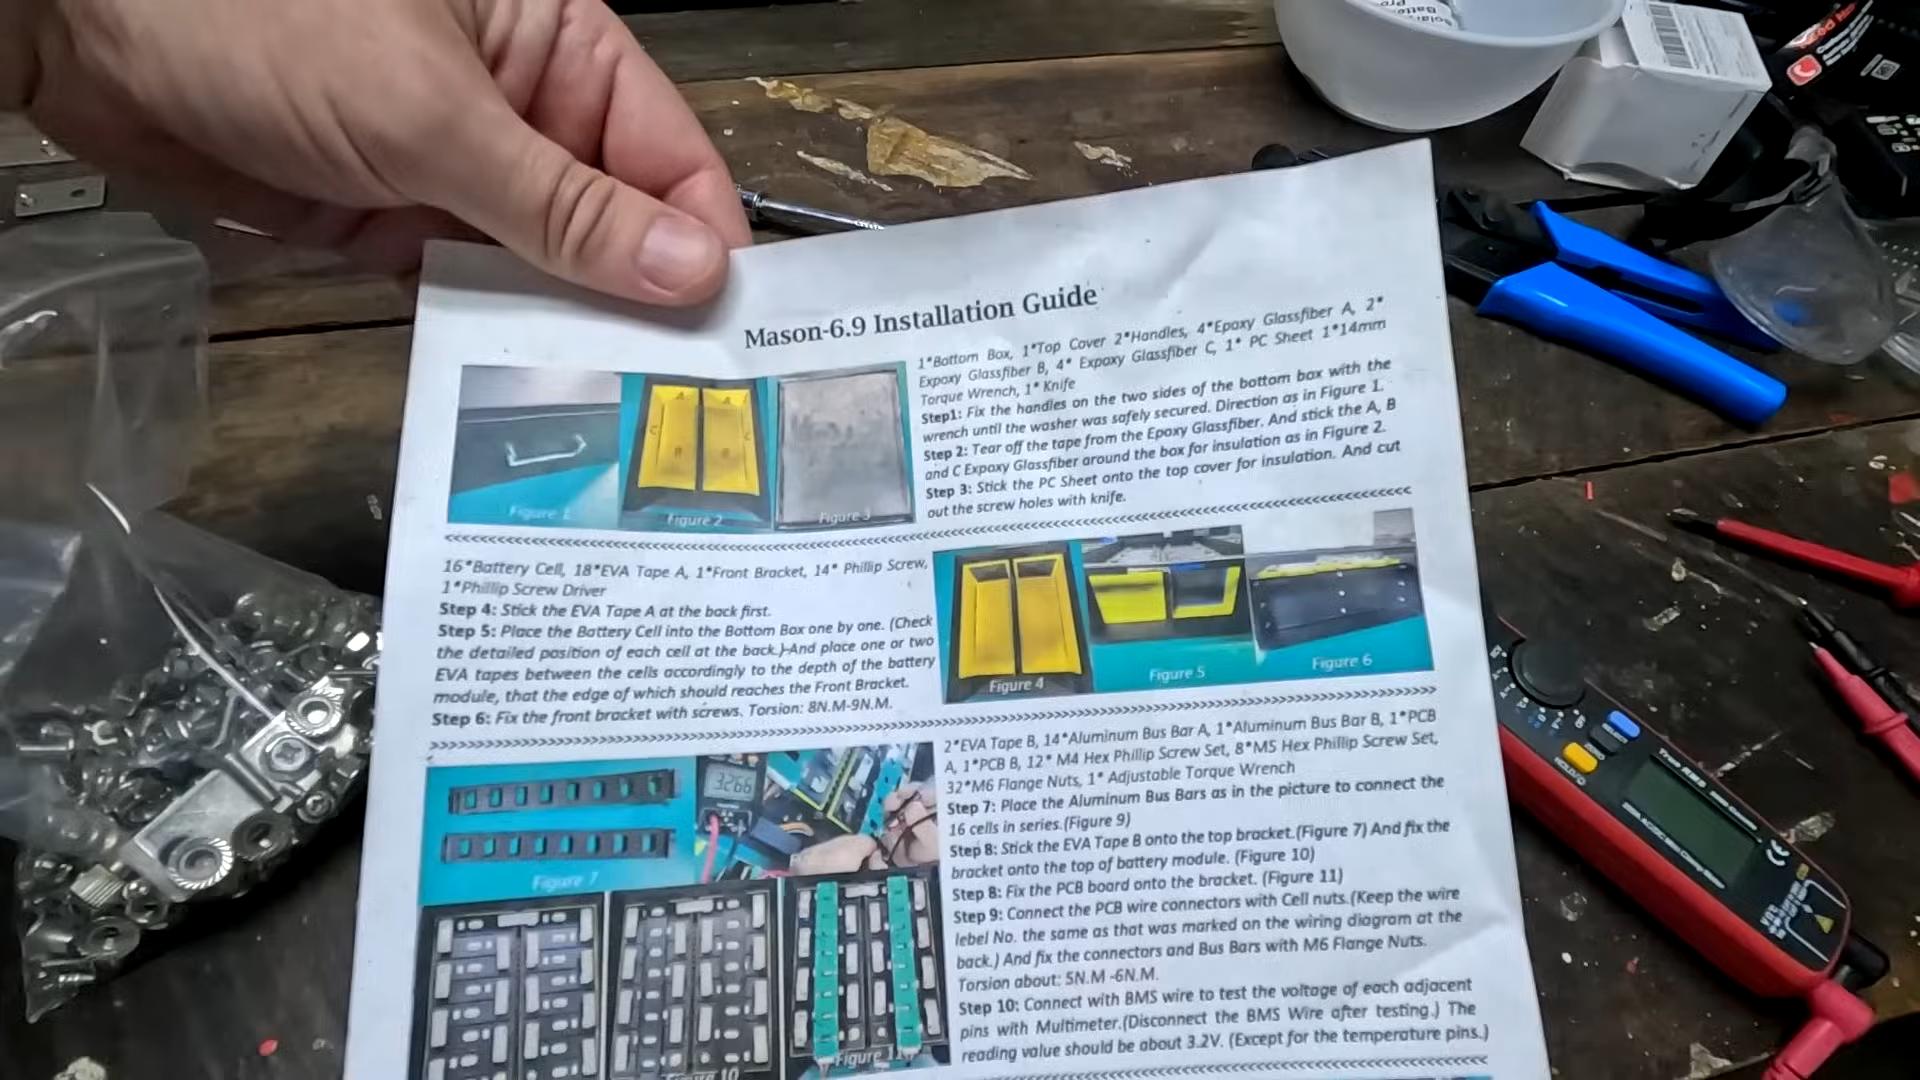 Mason-6.9 Installation Guide
1*Bottom Box, 1*Top Cover 2*Handles, 4*Epoxy Glassfiber A, 2*
Expoxy Glassfiber B, 4* Expoxy Glassfiber C, 1* PC Sheet 1*14mm
Torque Wrench, 1* Knife
Step1: Fix the handles on the two sides of the bottom box with the
wrench until the washer was safely secured. Direction as in Figure 1.
Step 2: Tear off the tape from the Epoxy Glassfiber. And stick the A, B
and C Expoxy Glassfiber around the box for insulation as in Figure 2.
Step 3: Stick the PC Sheet onto the top cover for insulation. And cut
out the screw holes with knife.
Figure 1
Figure 2
Figure 3
16*Battery Cell, 18*EVA Tape A, 1*Front Bracket, 14* Phillip Screw,
1*Phillip Screw Driver
Step 4: Stick the EVA Tape A at the back first.
Step 5: Place the Battery Cell into the Bottom Box one by one. (Check
the detailed position of each cell at the back.) And place one or two
EVA tapes between the cells accordingly to the depth of the battery
module, that the edge of which should reaches the Front Bracket.
Step 6: Fix the front bracket with screws. Torsion: 8N.M-9N.M.
Figure 4
Figure 5
Figure 6
2*EVA Tape B, 14*Aluminum Bus Bar A, 1*Aluminum Bus Bar B, 1*PCB
A, 1*PCB B, 12* M4 Hex Phillip Screw Set, 8*M5 Hex Phillip Screw Set,
32*M6 Flange Nuts, 1* Adjustable Torque Wrench
Step 7: Place the Aluminum Bus Bars as in the picture to connect the
16 cells in series.(Figure 9)
Step 8: Stick the EVA Tape B onto the top bracket.(Figure 7) And fix the
bracket onto the top of battery module. (Figure 10)
Step 8: Fix the PCB board onto the bracket. (Figure 11)
Step 9: Connect the PCB wire connectors with Cell nuts.(Keep the wire
lebel No. the same as that was marked on the wiring diagram at the
back.) And fix the connectors and Bus Bars with M6 Flange Nuts.
Torsion about: 5N.M -6N.M.
Step 10: Connect with BMS wire to test the voltage of each adjacent
pins with Multimeter.(Disconnect the BMS Wire after testing.) The
reading value should be about 3.2V. (Except for the temperature pins.)
3266
Figure 7
Figure 10
Figure 11
Solar
Battery
Pro
True RMS
SELECT
HOLD
CE